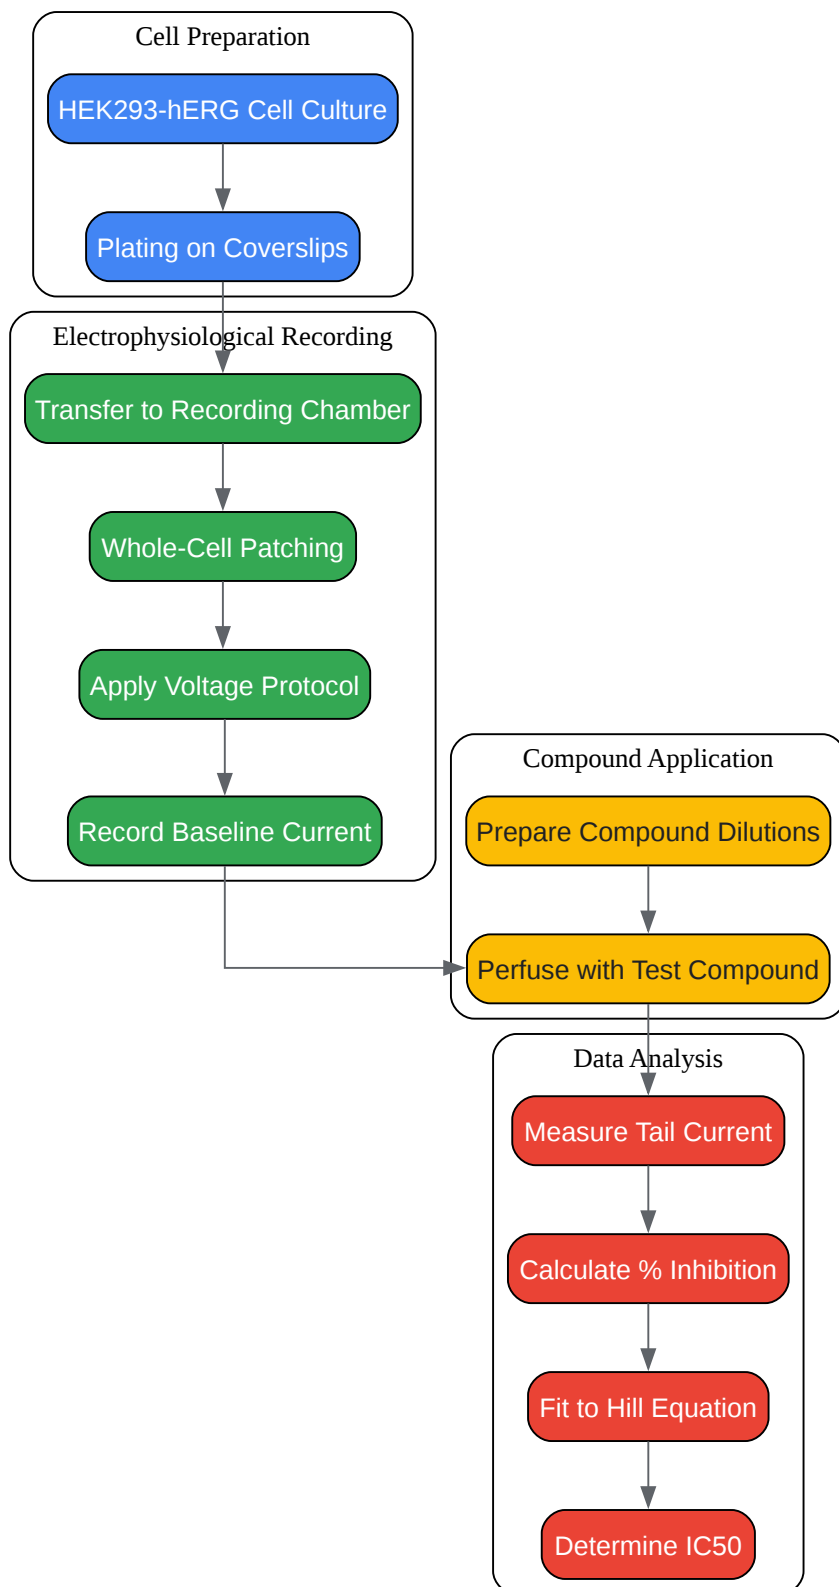 Cell Preparation
HEK293-hERG Cell Culture
Plating on Coverslips
Electrophysiological Recording
Transfer to Recording Chamber
Whole-Cell Patching
Apply Voltage Protocol
Record Baseline Current
Compound Application
Prepare Compound Dilutions
Perfuse with Test Compound
Data Analysis
Measure Tail Current
Calculate % Inhibition
Fit to Hill Equation
Determine IC50